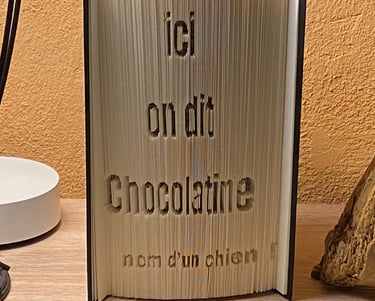 ici
on dit
Chocolatine
nom d'un chien !